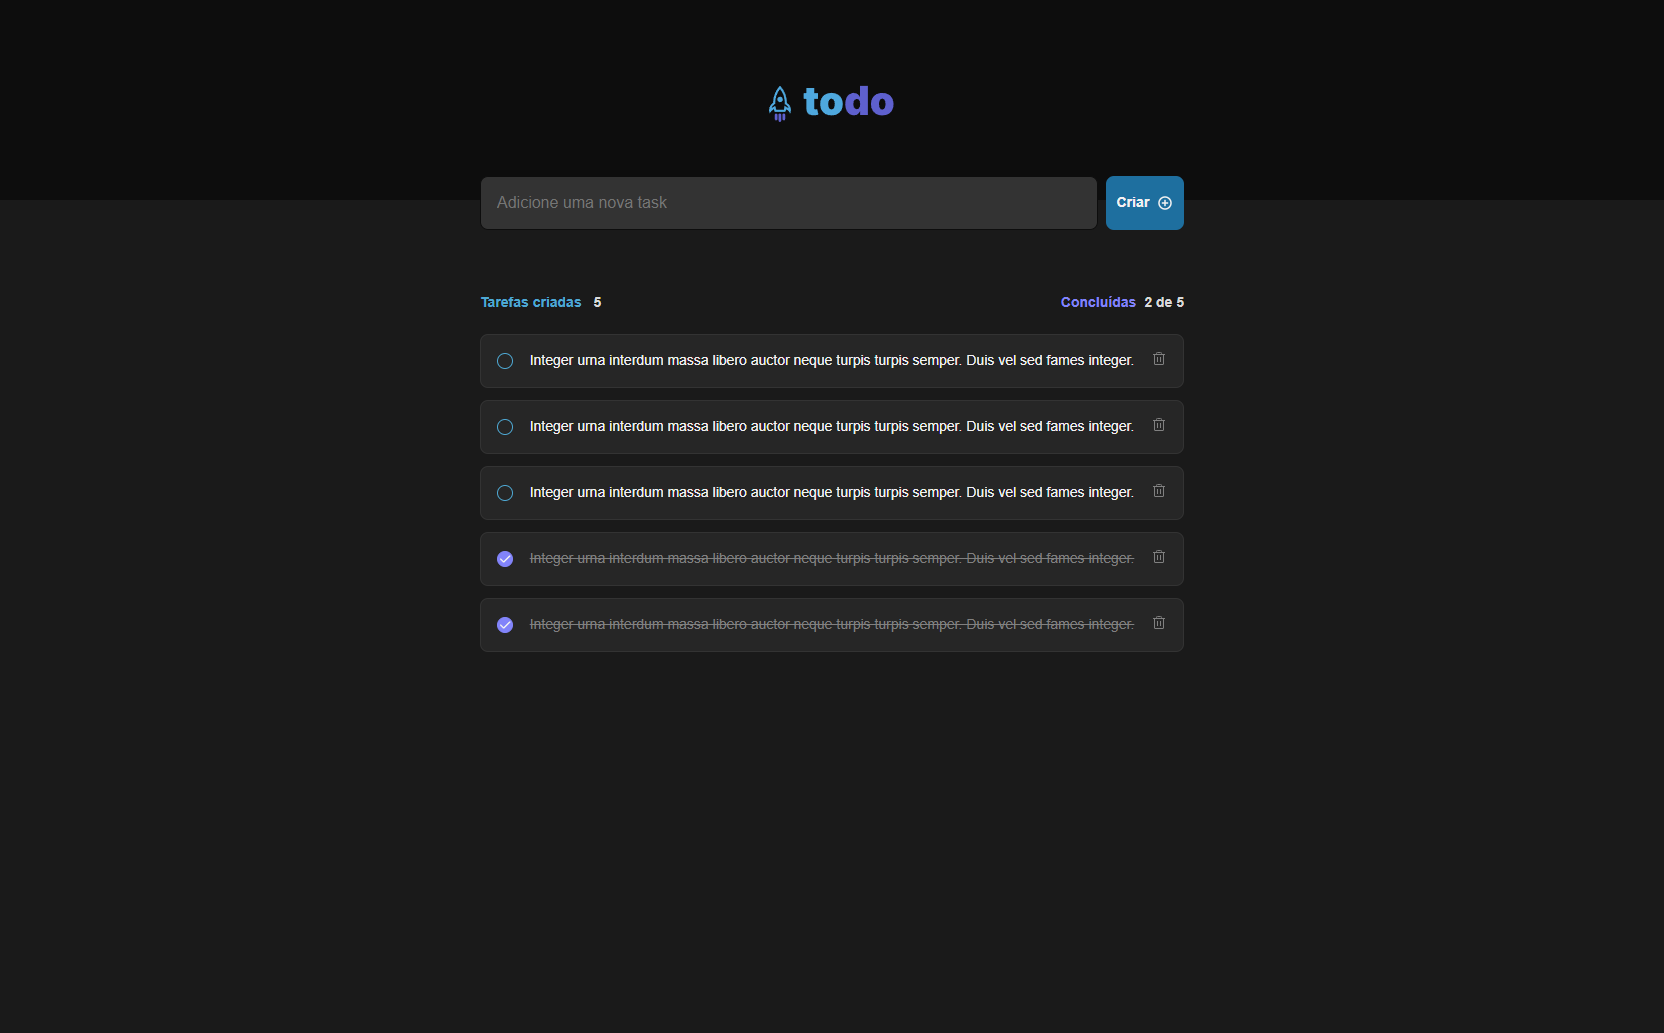 todo
Adicione uma nova task
Criar
Tarefas criadas 5
Concluídas 2 de 5
Integer urna interdum massa libero auctor neque turpis turpis semper. Duis vel sed fames integer.
Integer urna interdum massa libero auctor neque turpis turpis semper. Duis vel sed fames integer.
Integer urna interdum massa libero auctor neque turpis turpis semper. Duis vel sed fames integer.
Integer urna interdum massa libero auctor neque turpis turpis semper. Duis vel sed fames integer.
Integer urna interdum massa libero auctor neque turpis turpis semper. Duis vel sed fames integer.